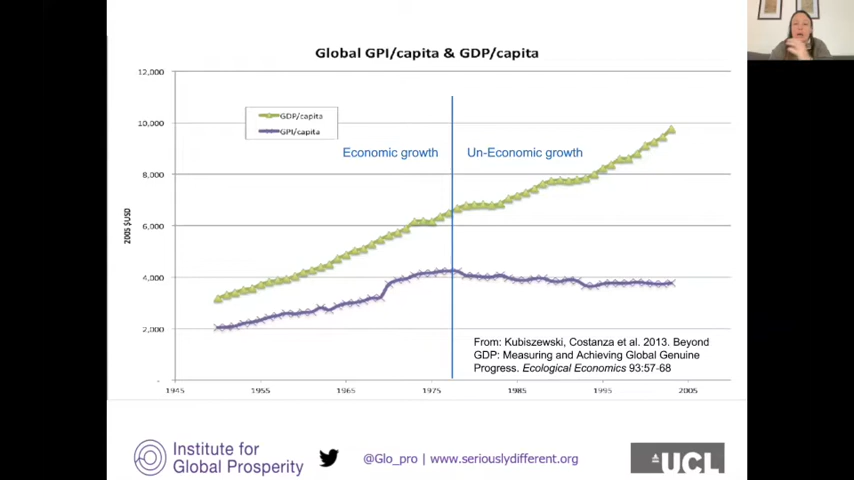 Global GPI/capita & GDP/capita
12,000
10,000
8,000
6,000
4,000
2,000
-
2005 $USD
GDP/capita
GPI/capita
Economic growth
Un-Economic growth
From: Kubiszewski, Costanza et al. 2013. Beyond
GDP: Measuring and Achieving Global Genuine
Progress. Ecological Economics 93:57-68
1945
1955
1965
1975
1985
1995
2005
Institute for
Global Prosperity
@Glo_pro | www.seriouslydifferent.org
UCL